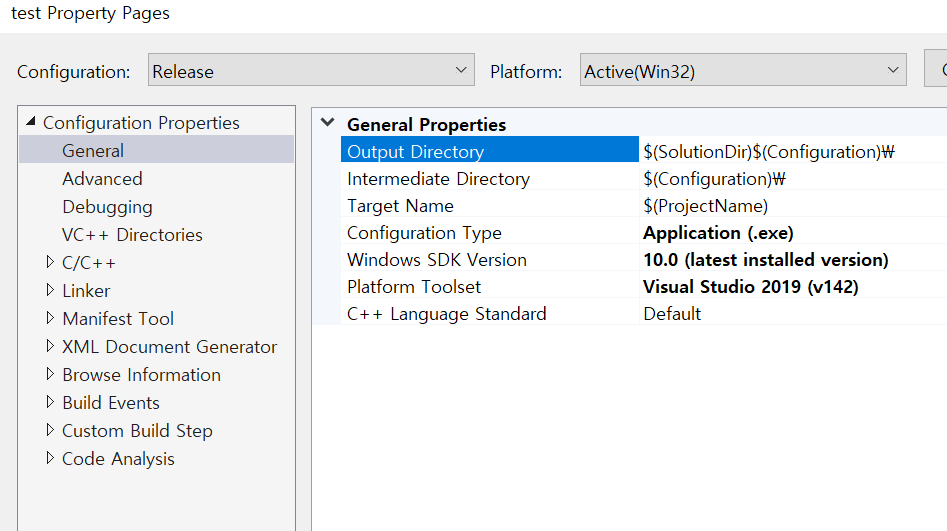 test Property Pages
Configuration: Release Platform: Active(Win32)
Configuration Properties
General
Advanced
Debugging
VC++ Directories
C/C++
Linker
Manifest Tool
XML Document Generator
Browse Information
Build Events
Custom Build Step
Code Analysis
General Properties
Output Directory $(SolutionDir)$(Configuration)₩
Intermediate Directory $(Configuration)₩
Target Name $(ProjectName)
Configuration Type Application (.exe)
Windows SDK Version 10.0 (latest installed version)
Platform Toolset Visual Studio 2019 (v142)
C++ Language Standard Default